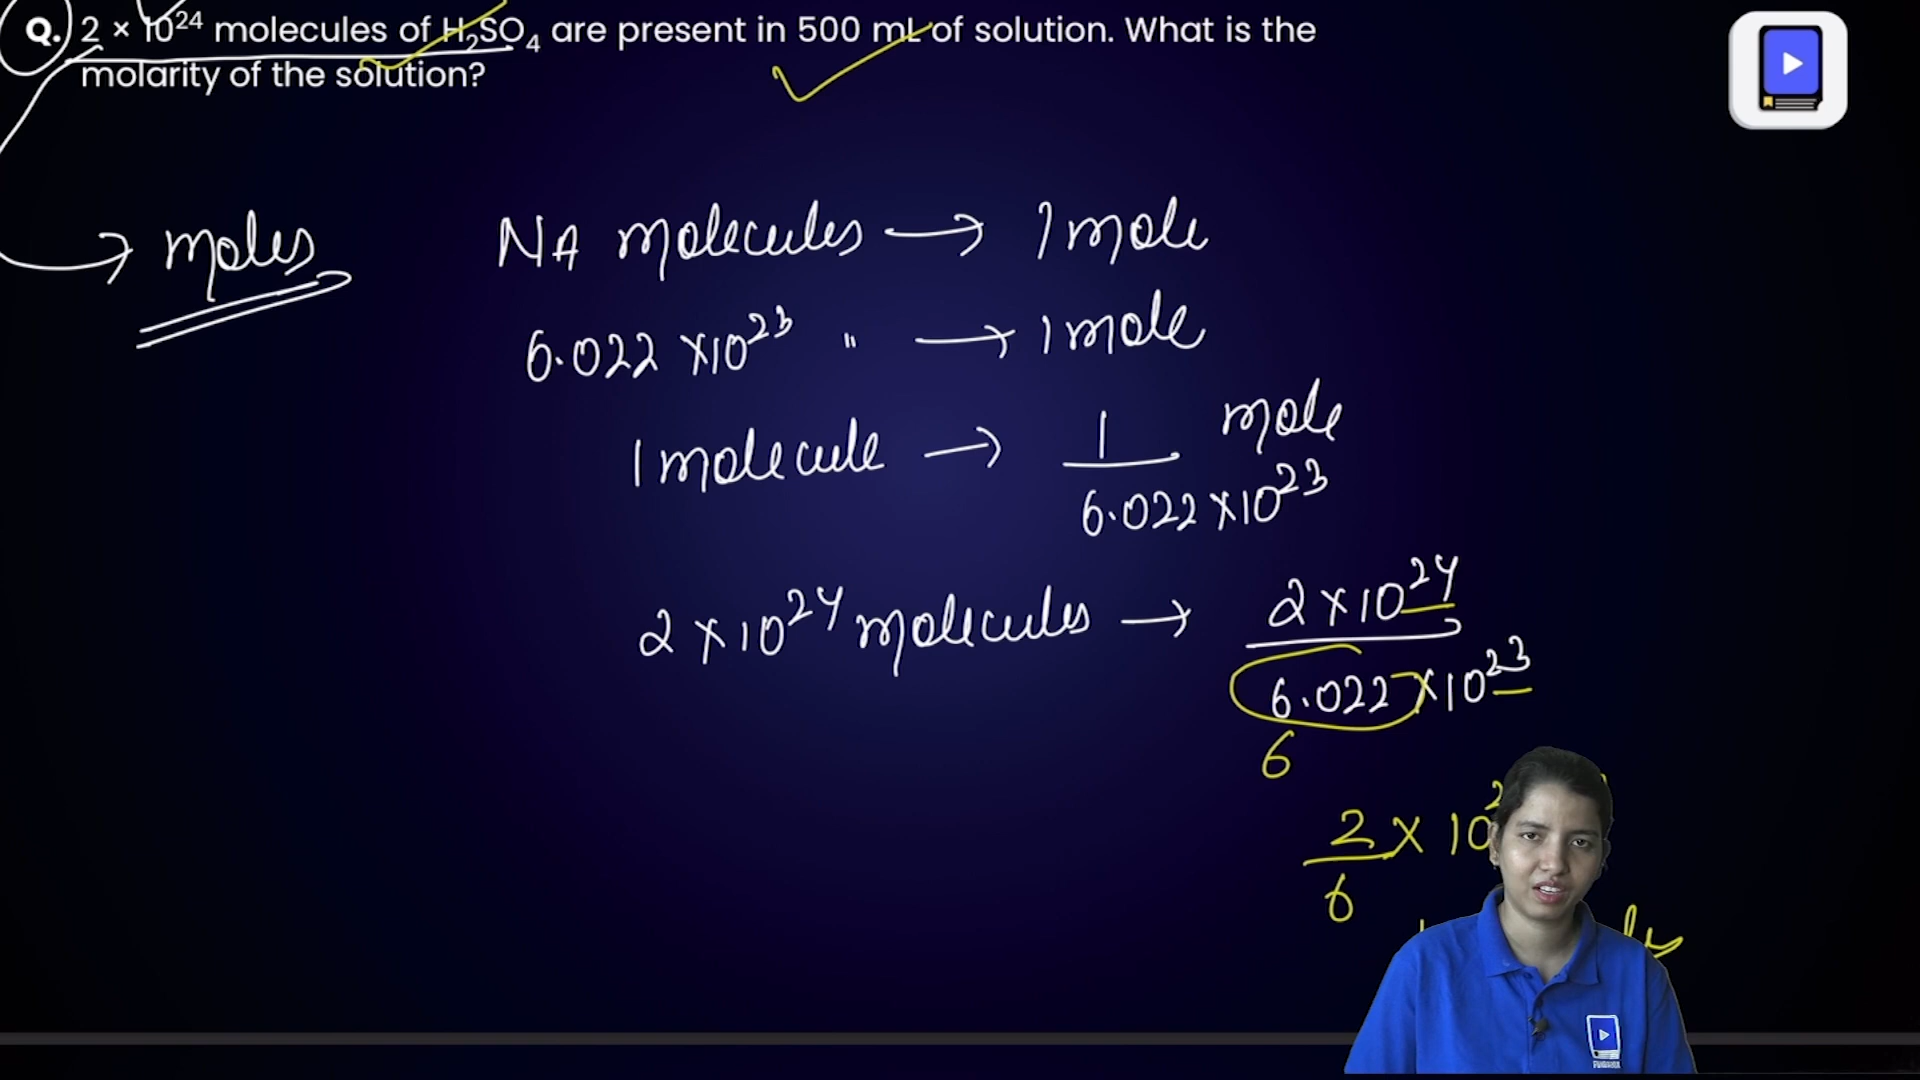 Q. 2 × 10²⁴ molecules of H₂SO₄ are present in 500 mL of solution. What is the
molarity of the solution?
→ moles
NA molecules → 1 mole
6.022 ×10²³ " → 1 mole
1 molecule → 1 / 6.022 ×10²³ mole
2 ×10²⁴ molecules → 2 ×10²⁴ / 6.022 ×10²³
6
2 / 6 × 10